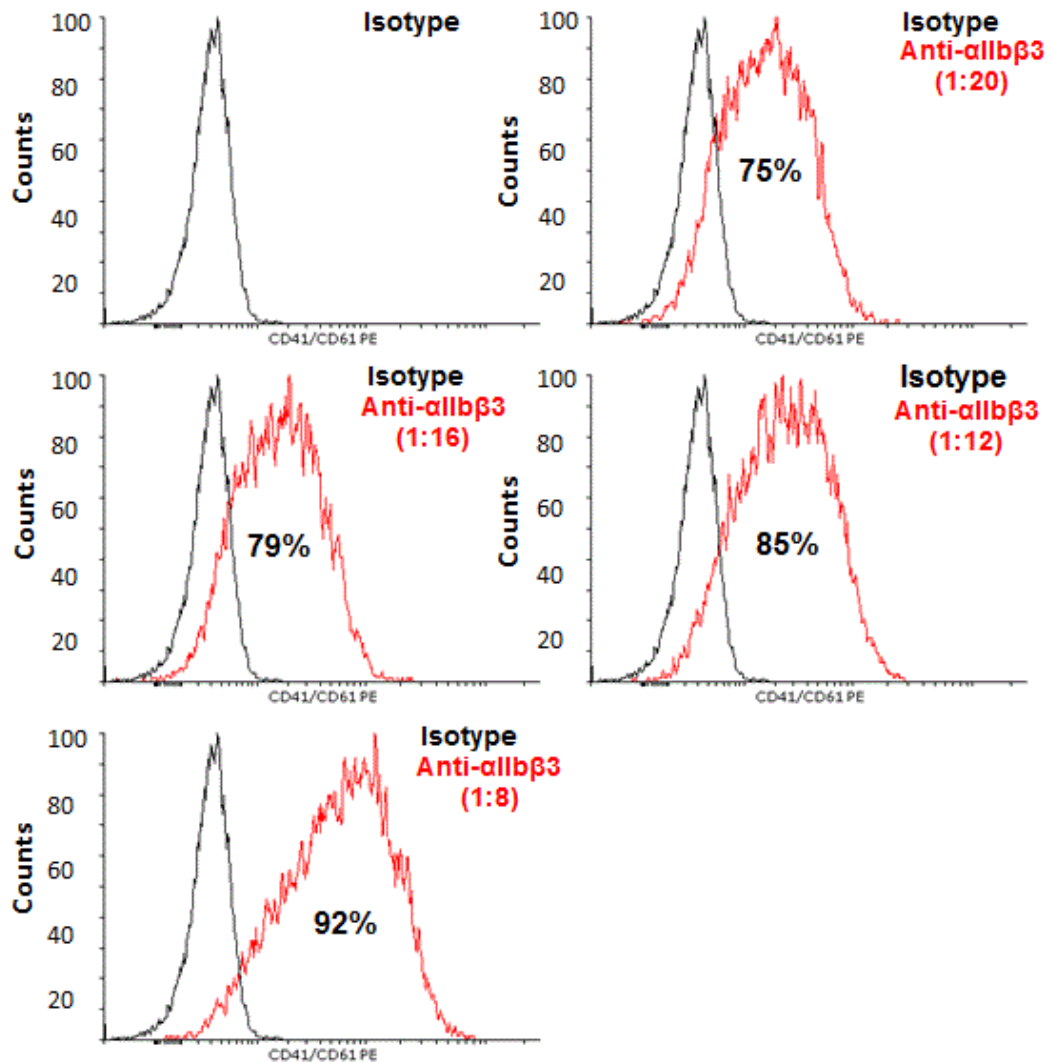 Isotype
Counts
100
80
60
40
20
CD41/CD61 PE
Isotype
Anti-αIIbβ3
(1:20)
Counts
100
80
60
40
20
75%
CD41/CD61 PE
Isotype
Anti-αIIbβ3
(1:16)
Counts
100
80
60
40
20
79%
CD41/CD61 PE
Isotype
Anti-αIIbβ3
(1:12)
Counts
100
80
60
40
20
85%
CD41/CD61 PE
Isotype
Anti-αIIbβ3
(1:8)
Counts
100
80
60
40
20
92%
CD41/CD61 PE